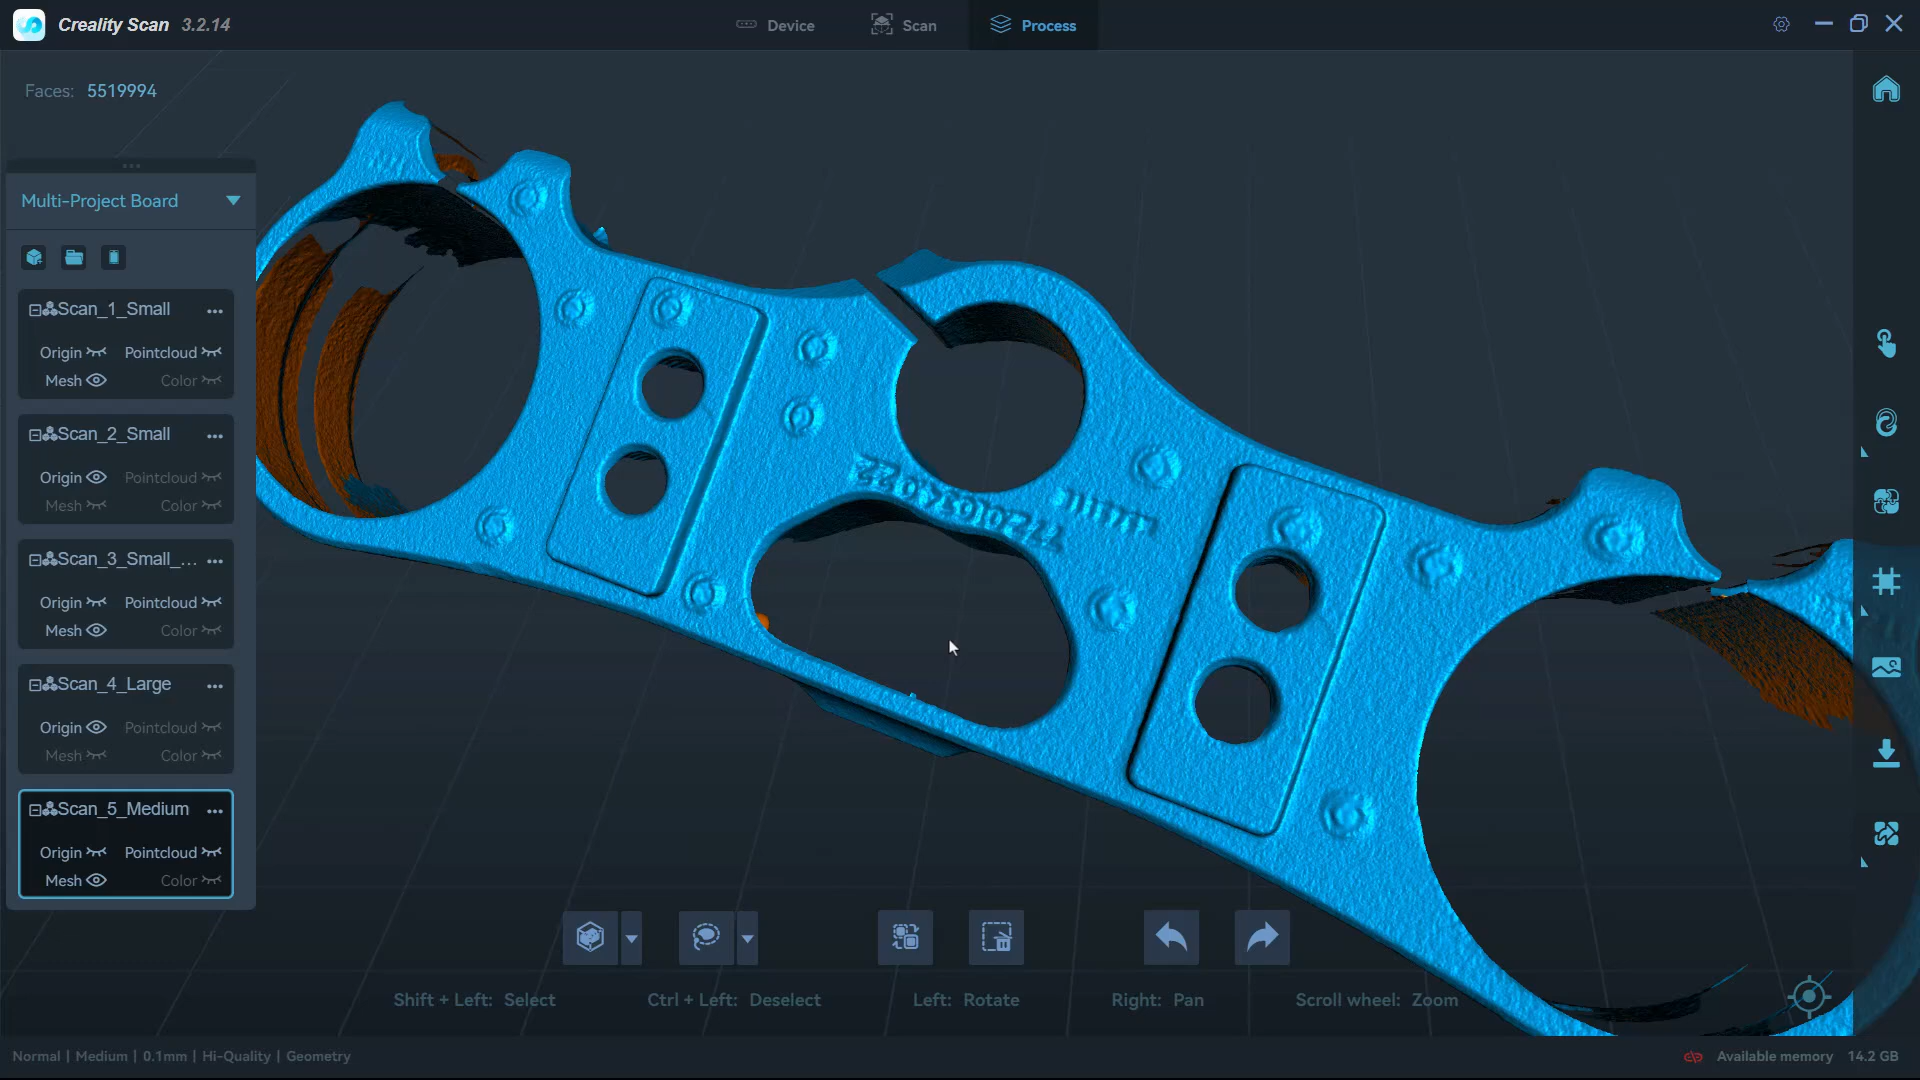 Creality Scan 3.2.14
Device
Scan
Process
Faces: 5519994
Multi-Project Board
Scan_1_Small ...
Origin Pointcloud
Mesh Color
Scan_2_Small ...
Origin Pointcloud
Mesh Color
Scan_3_Small_... ...
Origin Pointcloud
Mesh Color
Scan_4_Large ...
Origin Pointcloud
Mesh Color
Scan_5_Medium ...
Origin Pointcloud
Mesh Color
Shift + Left: Select
Ctrl + Left: Deselect
Left: Rotate
Right: Pan
Scroll wheel: Zoom
Normal | Medium | 0.1mm | Hi-Quality | Geometry
Available memory 14.2 GB